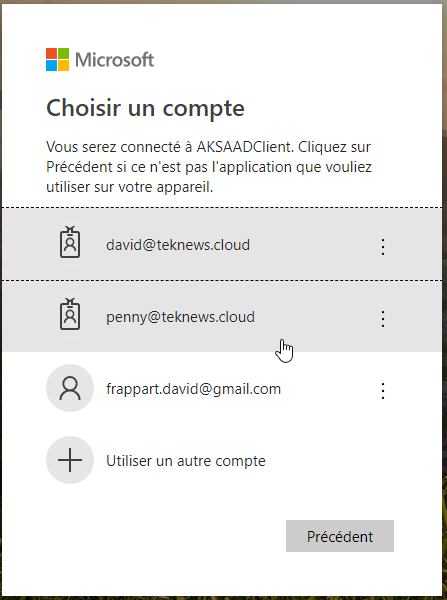 Microsoft
Choisir un compte
Vous serez connecté à AKSAADClient. Cliquez sur
Précédent si ce n'est pas l'application que vouliez
utiliser sur votre appareil.
david@teknews.cloud
penny@teknews.cloud
frappart.david@gmail.com
Utiliser un autre compte
Précédent